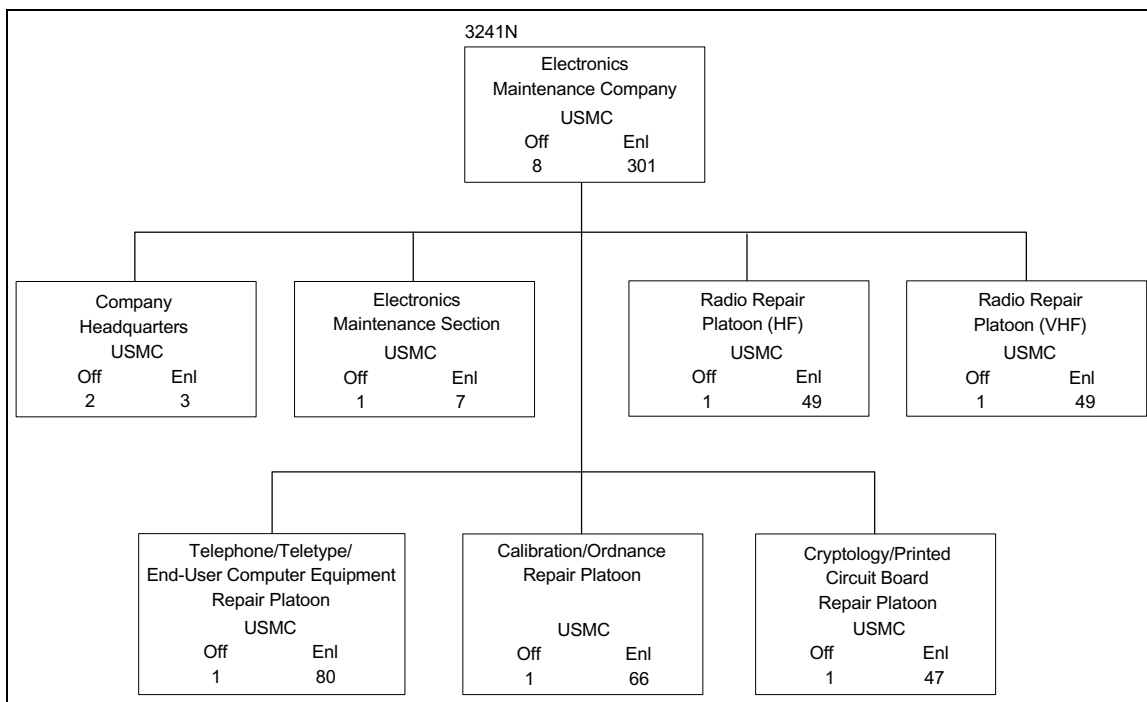 3241N
Electronics
Maintenance Company
USMC
Off Enl
8 301
Company
Headquarters
USMC
Off Enl
2 3
Electronics
Maintenance Section
USMC
Off Enl
1 7
Radio Repair
Platoon (HF)
USMC
Off Enl
1 49
Radio Repair
Platoon (VHF)
USMC
Off Enl
1 49
Telephone/Teletype/
End-User Computer Equipment
Repair Platoon
USMC
Off Enl
1 80
Calibration/Ordnance
Repair Platoon
USMC
Off Enl
1 66
Cryptology/Printed
Circuit Board
Repair Platoon
USMC
Off Enl
1 47